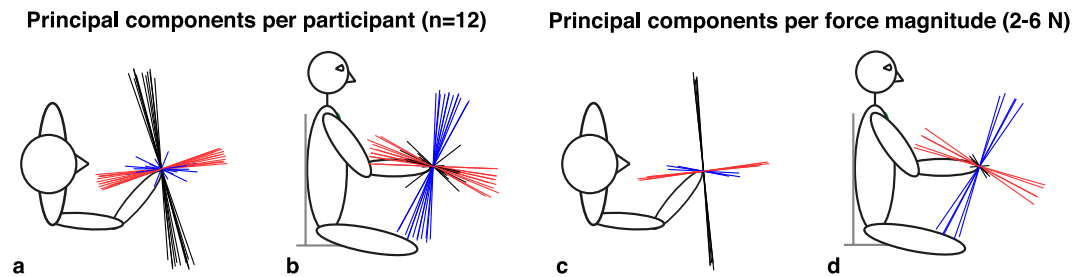 Principal components per participant (n=12)
Principal components per force magnitude (2-6 N)
a
b
c
d